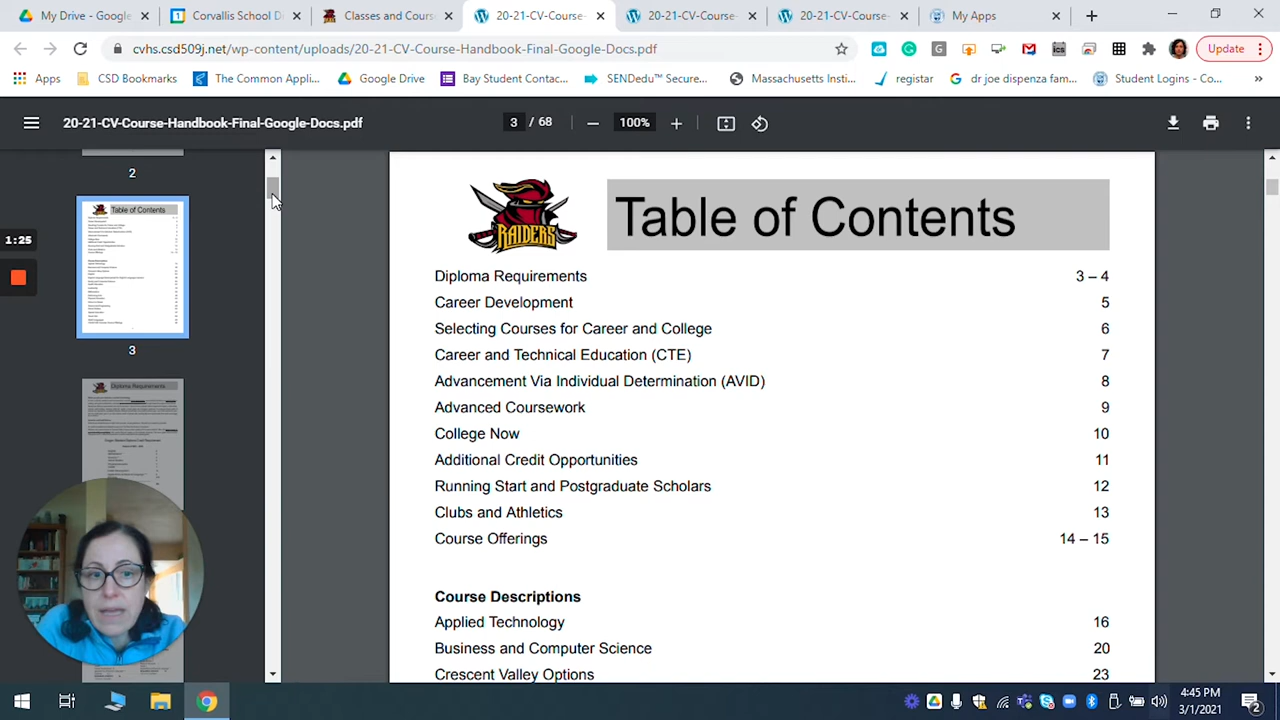 My Drive - Google
Corvallis School D
Classes and Cours
20-21-CV-Course-
20-21-CV-Course-
20-21-CV-Course-
My Apps
cvhs.csd509j.net/wp-content/uploads/20-21-CV-Course-Handbook-Final-Google-Docs.pdf
Update
Apps
CSD Bookmarks
The Common Appli...
Google Drive
Bay Student Contac...
SENDedu™ Secure...
Massachusetts Insti...
registar
dr joe dispenza fam...
Student Logins - Co...
»
20-21-CV-Course-Handbook-Final-Google-Docs.pdf
3 / 68
100%
2
Table of Contents
3
Diploma Requirements
RAIDERS
Table of Contents
Diploma Requirements 3 – 4
Career Development 5
Selecting Courses for Career and College 6
Career and Technical Education (CTE) 7
Advancement Via Individual Determination (AVID) 8
Advanced Coursework 9
College Now 10
Additional Credit Opportunities 11
Running Start and Postgraduate Scholars 12
Clubs and Athletics 13
Course Offerings 14 – 15
Course Descriptions
Applied Technology 16
Business and Computer Science 20
Crescent Valley Options 23
4:45 PM
3/1/2021
2